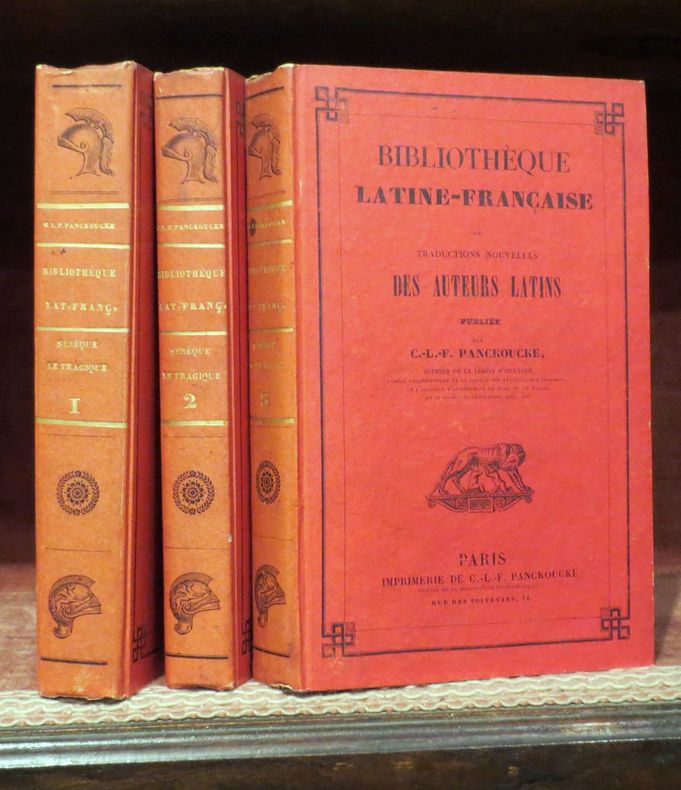 C.L.F. PANCKOUCKE
BIBLIOTHÈQUE
LAT.-FRANÇ.
SÉNÈQUE
LE TRAGIQUE
1
C.L.F. PANCKOUCKE
BIBLIOTHÈQUE
LAT.-FRANÇ.
SÉNÈQUE
LE TRAGIQUE
2
3
BIBLIOTHÈQUE
LATINE-FRANÇAISE
OU
TRADUCTIONS NOUVELLES
DES AUTEURS LATINS
PUBLIÉE
PAR
C.-L.-F. PANCKOUCKE,
OFFICIER DE LA LÉGION D'HONNEUR,
PARIS
IMPRIMERIE DE C.-L.-F. PANCKOUCKE
RUE DES POITEVINS, 14.